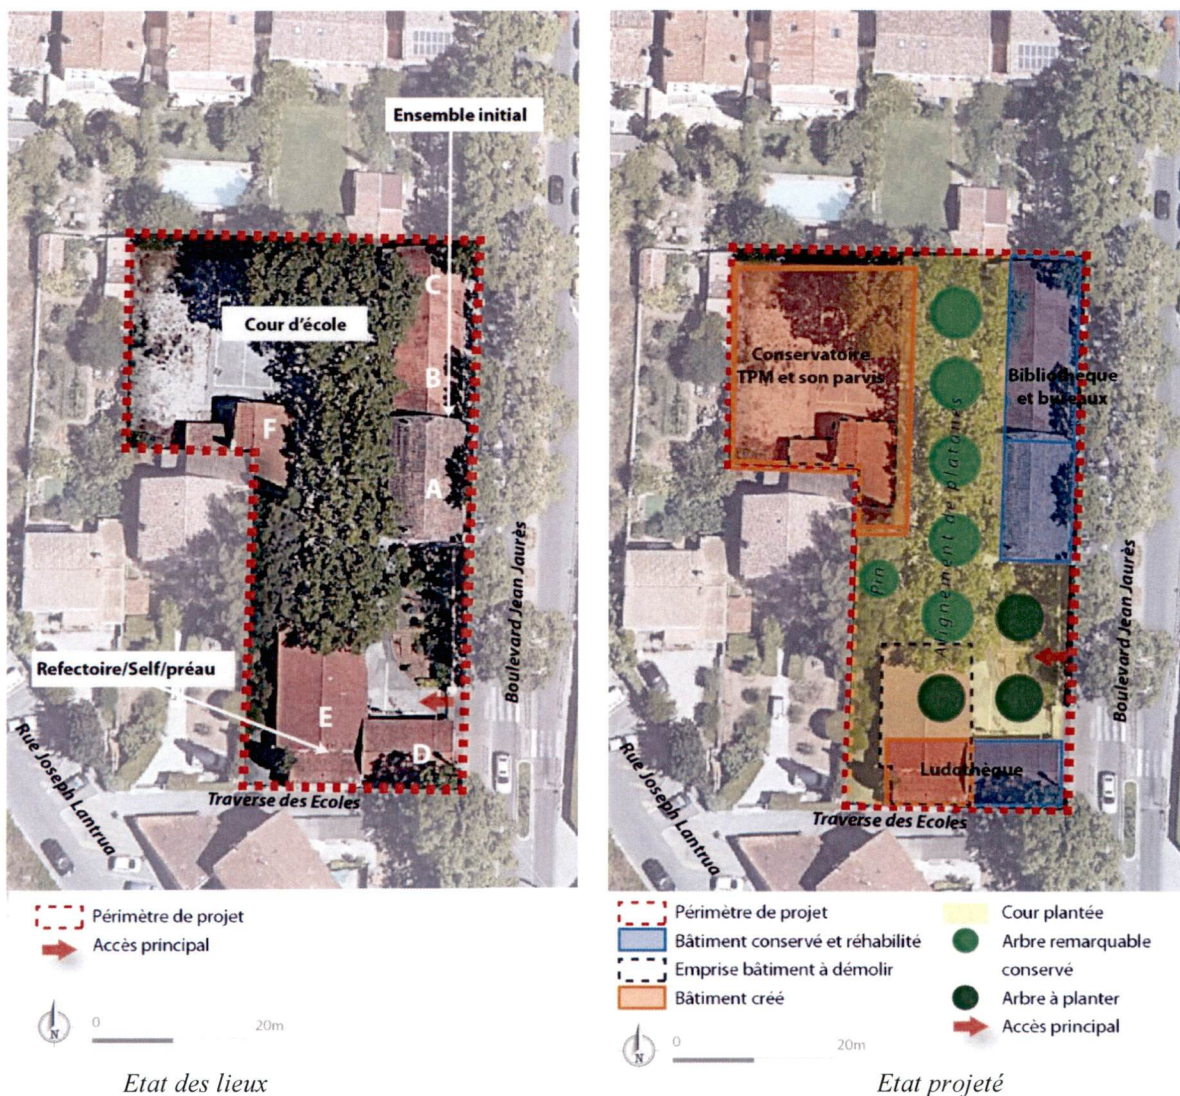 Ensemble initial
C
Cour d'école
B
F
A
Boulevard Jean Jaurès
Refectoire/Self/préau
E
D
Rue Joseph Lantrua
Traverse des Ecoles
Périmètre de projet
Accès principal
N
0 20m
Etat des lieux
Conservatoire
TPM et son parvis
Bibliothèque
et bureaux
Alignement de platanes
Pin
Boulevard Jean Jaurès
Ludothèque
Rue Joseph Lantrua
Traverse des Ecoles
Périmètre de projet
Bâtiment conservé et réhabilité
Emprise bâtiment à démolir
Bâtiment créé
Cour plantée
Arbre remarquable
conservé
Arbre à planter
Accès principal
N
0 20m
Etat projeté